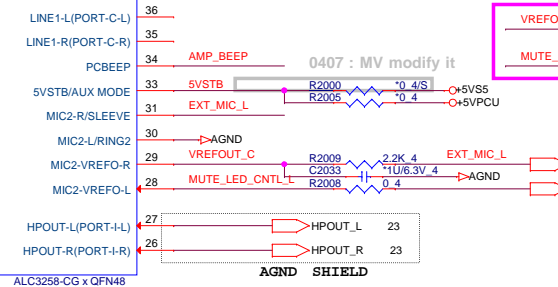 LINE1-L(PORT-C-L) 36
VREFO
LINE1-R(PORT-C-R) 35
MUTE_
PCBEEP 34 AMP_BEEP
0407 : MV modify it
5VSTB/AUX MODE 33 5VSTB R2000 *0_4/S +5VS5
R2005 *0_4 +5VPCU
MIC2-R/SLEEVE 31 EXT_MIC_L
MIC2-L/RING2 30 AGND
MIC2-VREFO-R 29 VREFOUT_C R2009 2.2K_4 EXT_MIC_L
C2033 *1U/6.3V_4 AGND
MIC2-VREFO-L 28 MUTE_LED_CNTL_L R2008 0_4
HPOUT-L(PORT-I-L) 27 HPOUT_L 23
HPOUT-R(PORT-I-R) 26 HPOUT_R 23
AGND SHIELD
ALC3258-CG x QFN48